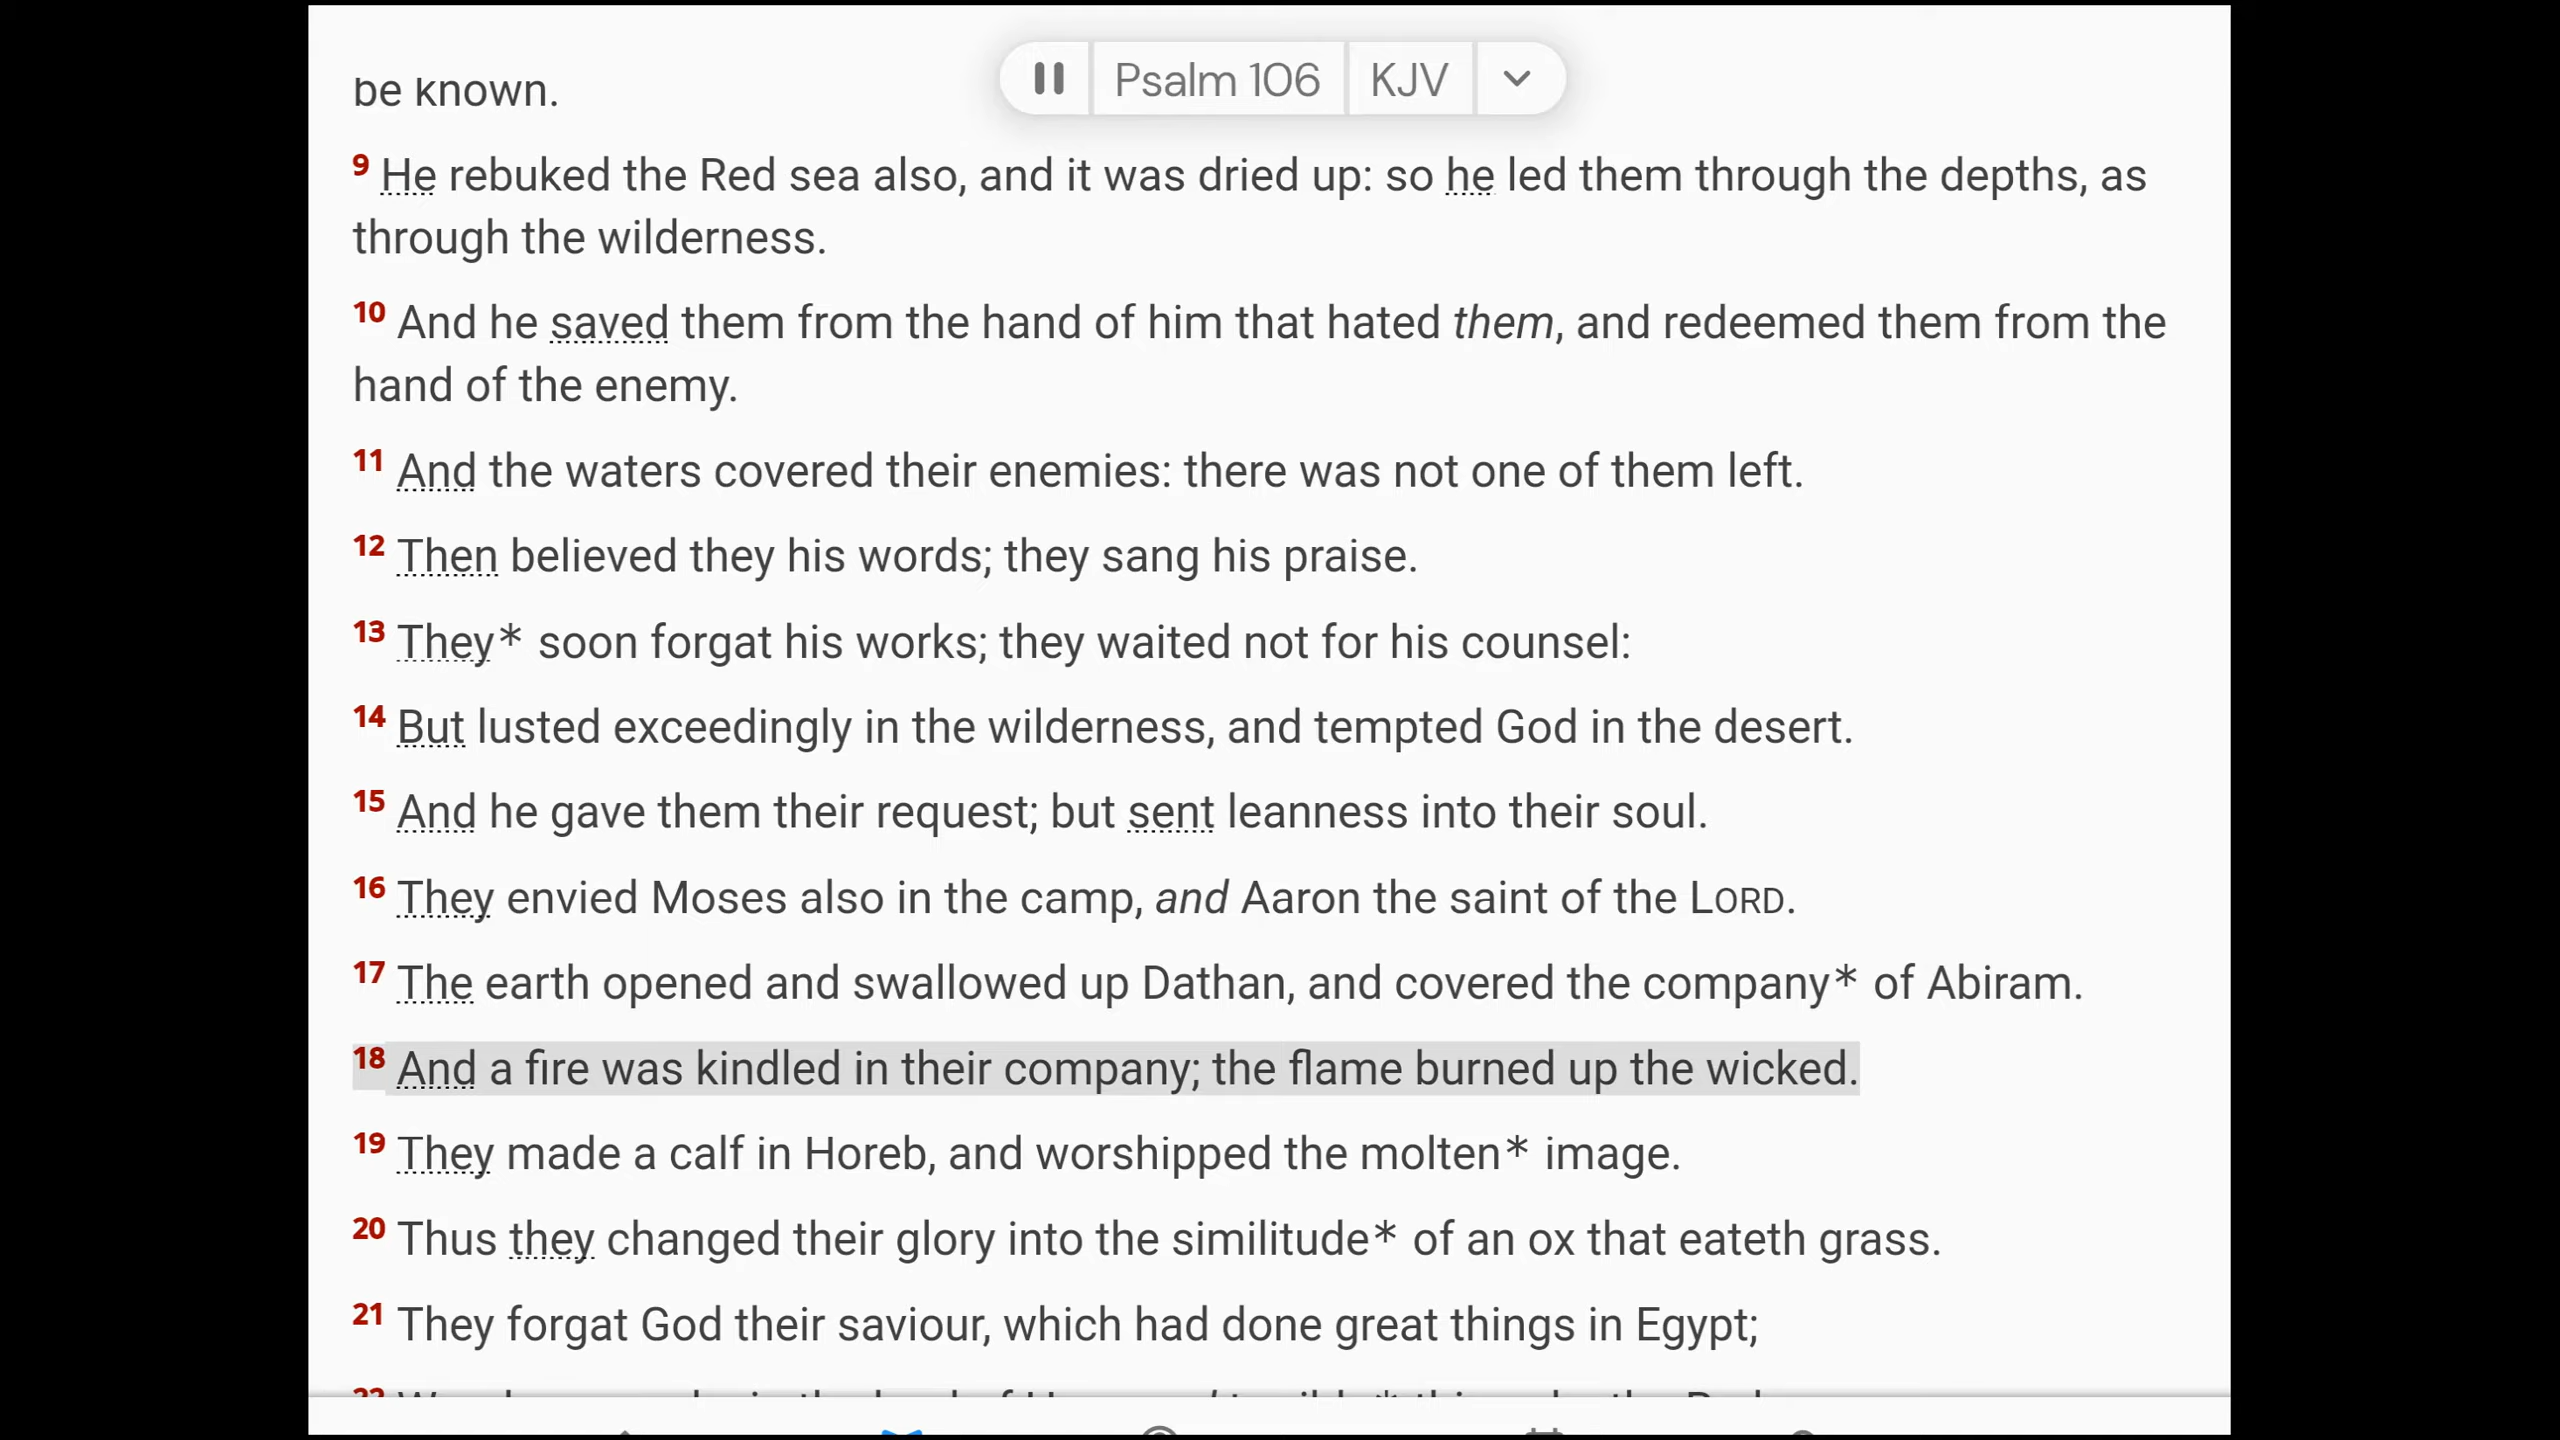 Psalm 106 KJV
be known.
9 He rebuked the Red sea also, and it was dried up: so he led them through the depths, as
through the wilderness.
10 And he saved them from the hand of him that hated them, and redeemed them from the
hand of the enemy.
11 And the waters covered their enemies: there was not one of them left.
12 Then believed they his words; they sang his praise.
13 They* soon forgat his works; they waited not for his counsel:
14 But lusted exceedingly in the wilderness, and tempted God in the desert.
15 And he gave them their request; but sent leanness into their soul.
16 They envied Moses also in the camp, and Aaron the saint of the LORD.
17 The earth opened and swallowed up Dathan, and covered the company* of Abiram.
18 And a fire was kindled in their company; the flame burned up the wicked.
19 They made a calf in Horeb, and worshipped the molten* image.
20 Thus they changed their glory into the similitude* of an ox that eateth grass.
21 They forgat God their saviour, which had done great things in Egypt;